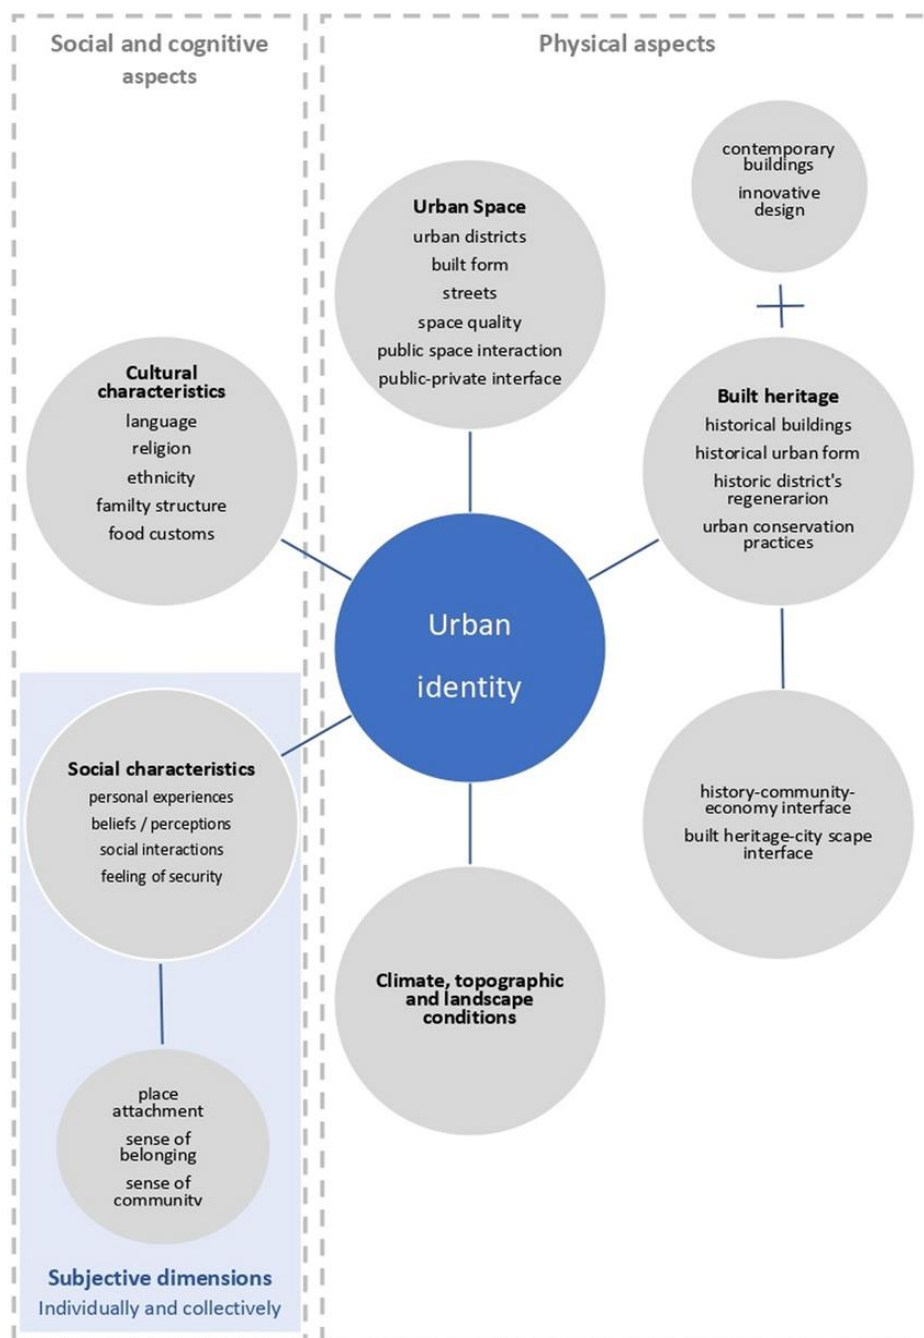 Social and cognitive
aspects
Physical aspects
contemporary
buildings
innovative
design
Urban Space
urban districts
built form
streets
space quality
public space interaction
public-private interface
Cultural
characteristics
language
religion
ethnicity
familty structure
food customs
Built heritage
historical buildings
historical urban form
historic district's
regenerarion
urban conservation
practices
Urban
identity
Social characteristics
personal experiences
beliefs / perceptions
social interactions
feeling of security
history-community-
economy interface
built heritage-city scape
interface
Climate, topographic
and landscape
conditions
place
attachment
sense of
belonging
sense of
community
Subjective dimensions
Individually and collectively